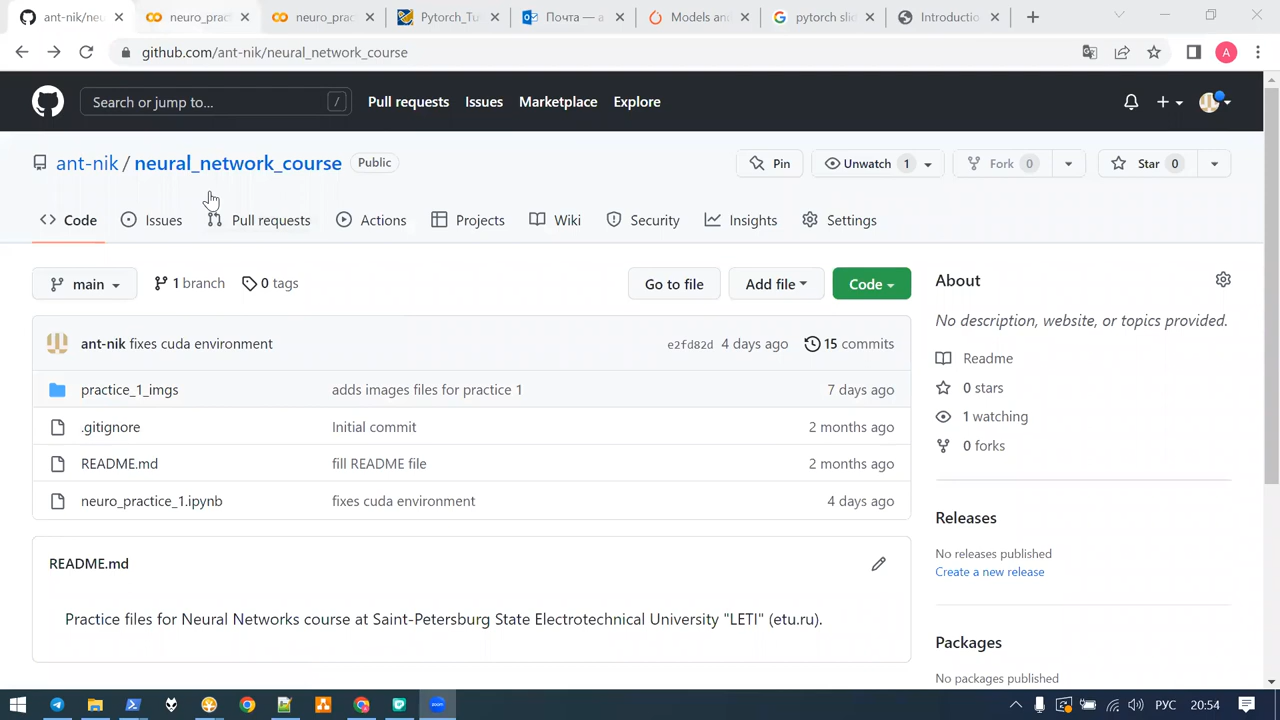 ant-nik/neu
neuro_prac
neuro_prac
Pytorch_Tu
Почта — а
Models and
pytorch slid
Introductio
github.com/ant-nik/neural_network_course
A
Search or jump to...
/
Pull requests
Issues
Marketplace
Explore
ant-nik / neural_network_course
Public
Pin
Unwatch 1
Fork 0
Star 0
Code
Issues
Pull requests
Actions
Projects
Wiki
Security
Insights
Settings
main
1 branch
0 tags
Go to file
Add file
Code
About
No description, website, or topics provided.
ant-nik fixes cuda environment
e2fd82d 4 days ago
15 commits
Readme
practice_1_imgs
adds images files for practice 1
7 days ago
0 stars
.gitignore
Initial commit
2 months ago
1 watching
0 forks
README.md
fill README file
2 months ago
neuro_practice_1.ipynb
fixes cuda environment
4 days ago
Releases
No releases published
Create a new release
README.md
Practice files for Neural Networks course at Saint-Petersburg State Electrotechnical University "LETI" (etu.ru).
Packages
No packages published
zoom
РУС
20:54